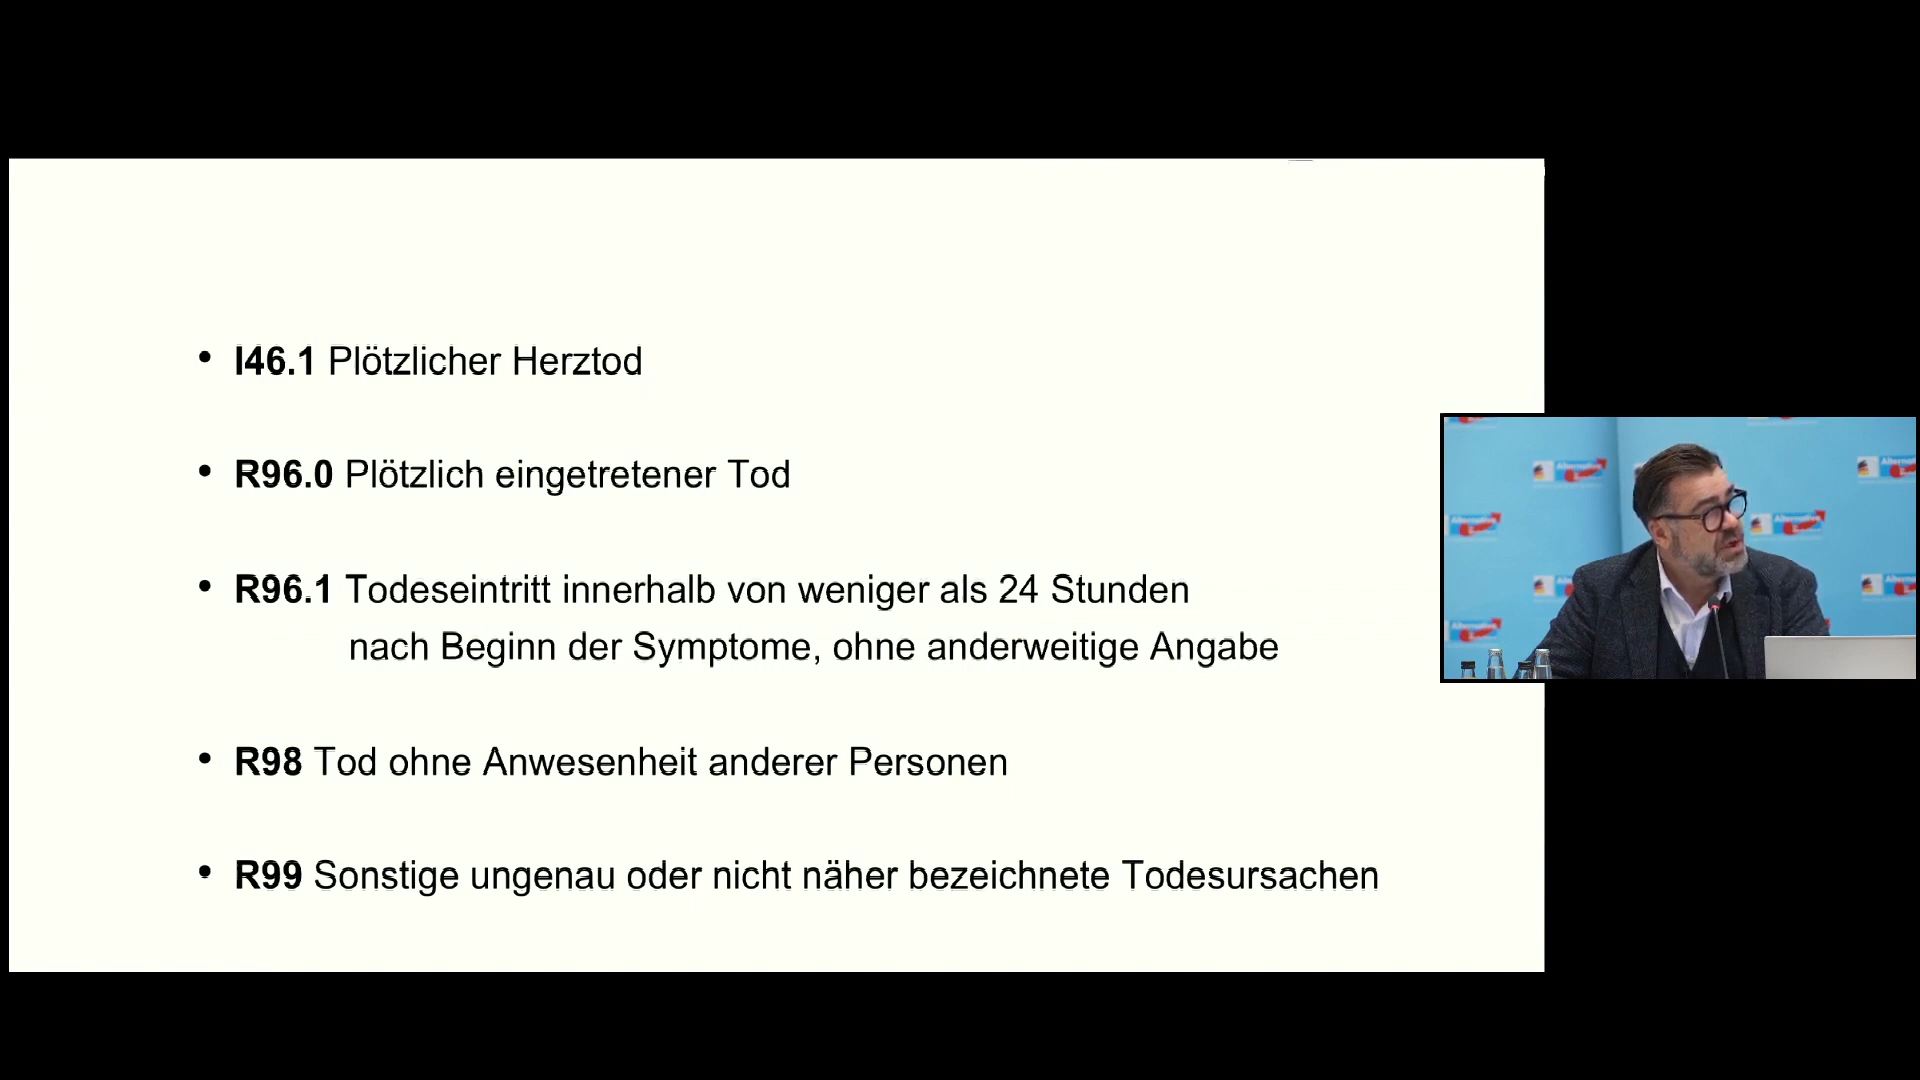 • I46.1 Plötzlicher Herztod
• R96.0 Plötzlich eingetretener Tod
• R96.1 Todeseintritt innerhalb von weniger als 24 Stunden
nach Beginn der Symptome, ohne anderweitige Angabe
• R98 Tod ohne Anwesenheit anderer Personen
• R99 Sonstige ungenau oder nicht näher bezeichnete Todesursachen